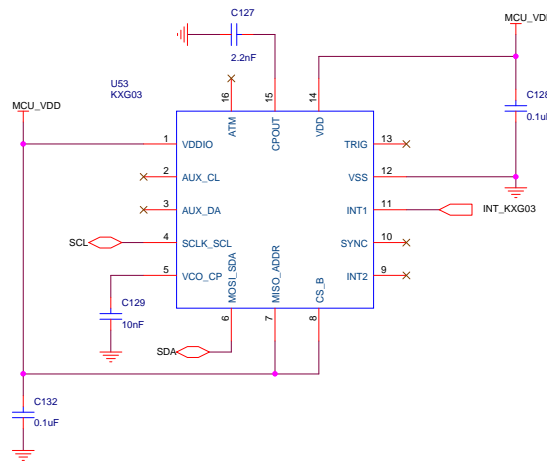 C127
2.2nF
MCU_VDD
C128
0.1uF
U53
KXG03
MCU_VDD
16
15
14
ATM
CPOUT
VDD
1
VDDIO
TRIG
13
2
AUX_CL
VSS
12
3
AUX_DA
INT1
11
INT_KXG03
SCL
4
SCLK_SCL
SYNC
10
5
VCO_CP
INT2
9
MOSI_SDA
MISO_ADDR
CS_B
6
7
8
C129
10nF
SDA
C132
0.1uF